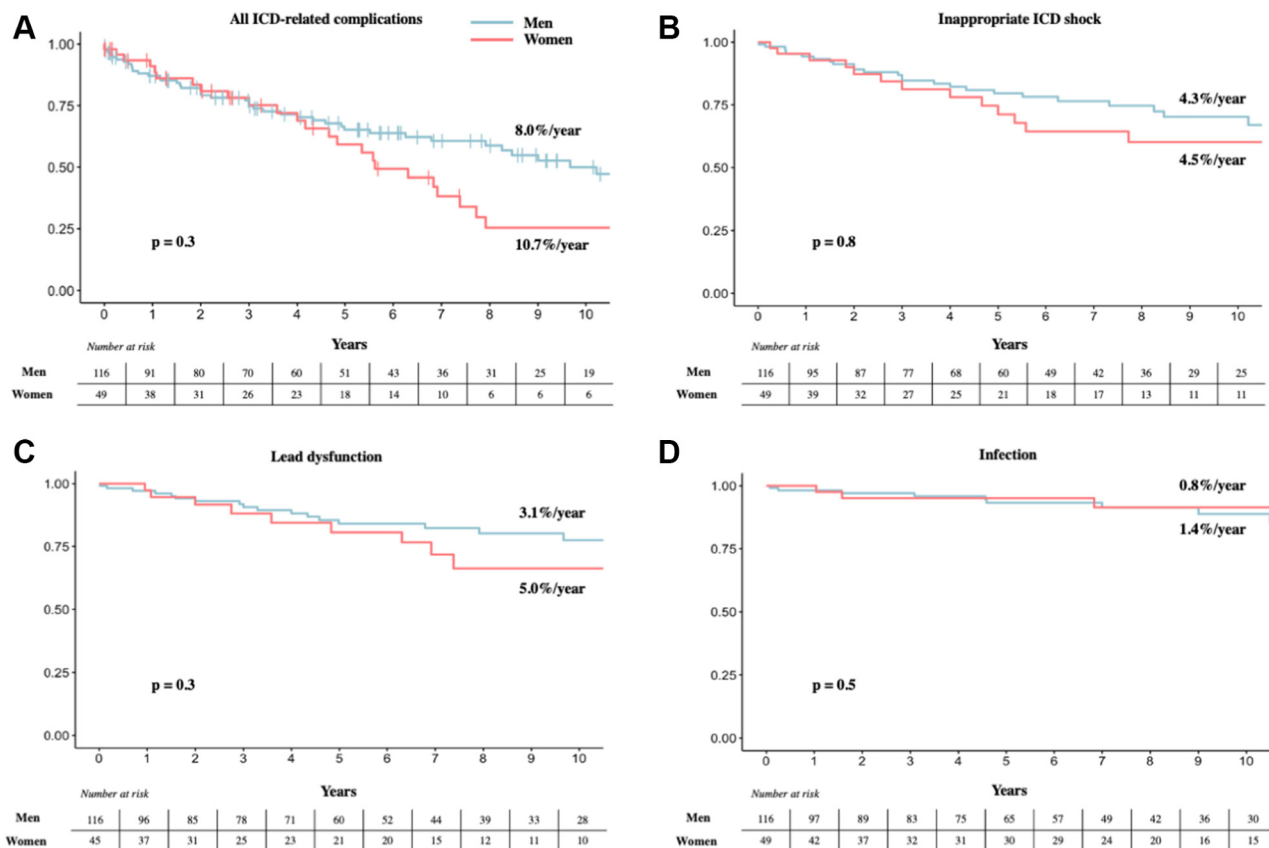 A
All ICD-related complications
Men
Women
1.00
0.75
0.50
0.25
0.00
8.0%/year
10.7%/year
p = 0.3
0 1 2 3 4 5 6 7 8 9 10
Number at risk
Years
Men 116 91 80 70 60 51 43 36 31 25 19
Women 49 38 31 26 23 18 14 10 6 6 6
B
Inappropriate ICD shock
1.00
0.75
0.50
0.25
0.00
4.3%/year
4.5%/year
p = 0.8
0 1 2 3 4 5 6 7 8 9 10
Number at risk
Years
Men 116 95 87 77 68 60 49 42 36 29 25
Women 49 39 32 27 25 21 18 17 13 11 11
C
Lead dysfunction
1.00
0.75
0.50
0.25
0.00
3.1%/year
5.0%/year
p = 0.3
0 1 2 3 4 5 6 7 8 9 10
Number at risk
Years
Men 116 96 85 78 71 60 52 44 39 33 28
Women 45 37 31 25 23 21 20 15 12 11 10
D
Infection
1.00
0.75
0.50
0.25
0.00
0.8%/year
1.4%/year
p = 0.5
0 1 2 3 4 5 6 7 8 9 10
Number at risk
Years
Men 116 97 89 83 75 65 57 49 42 36 30
Women 49 42 37 32 31 30 29 24 20 16 15